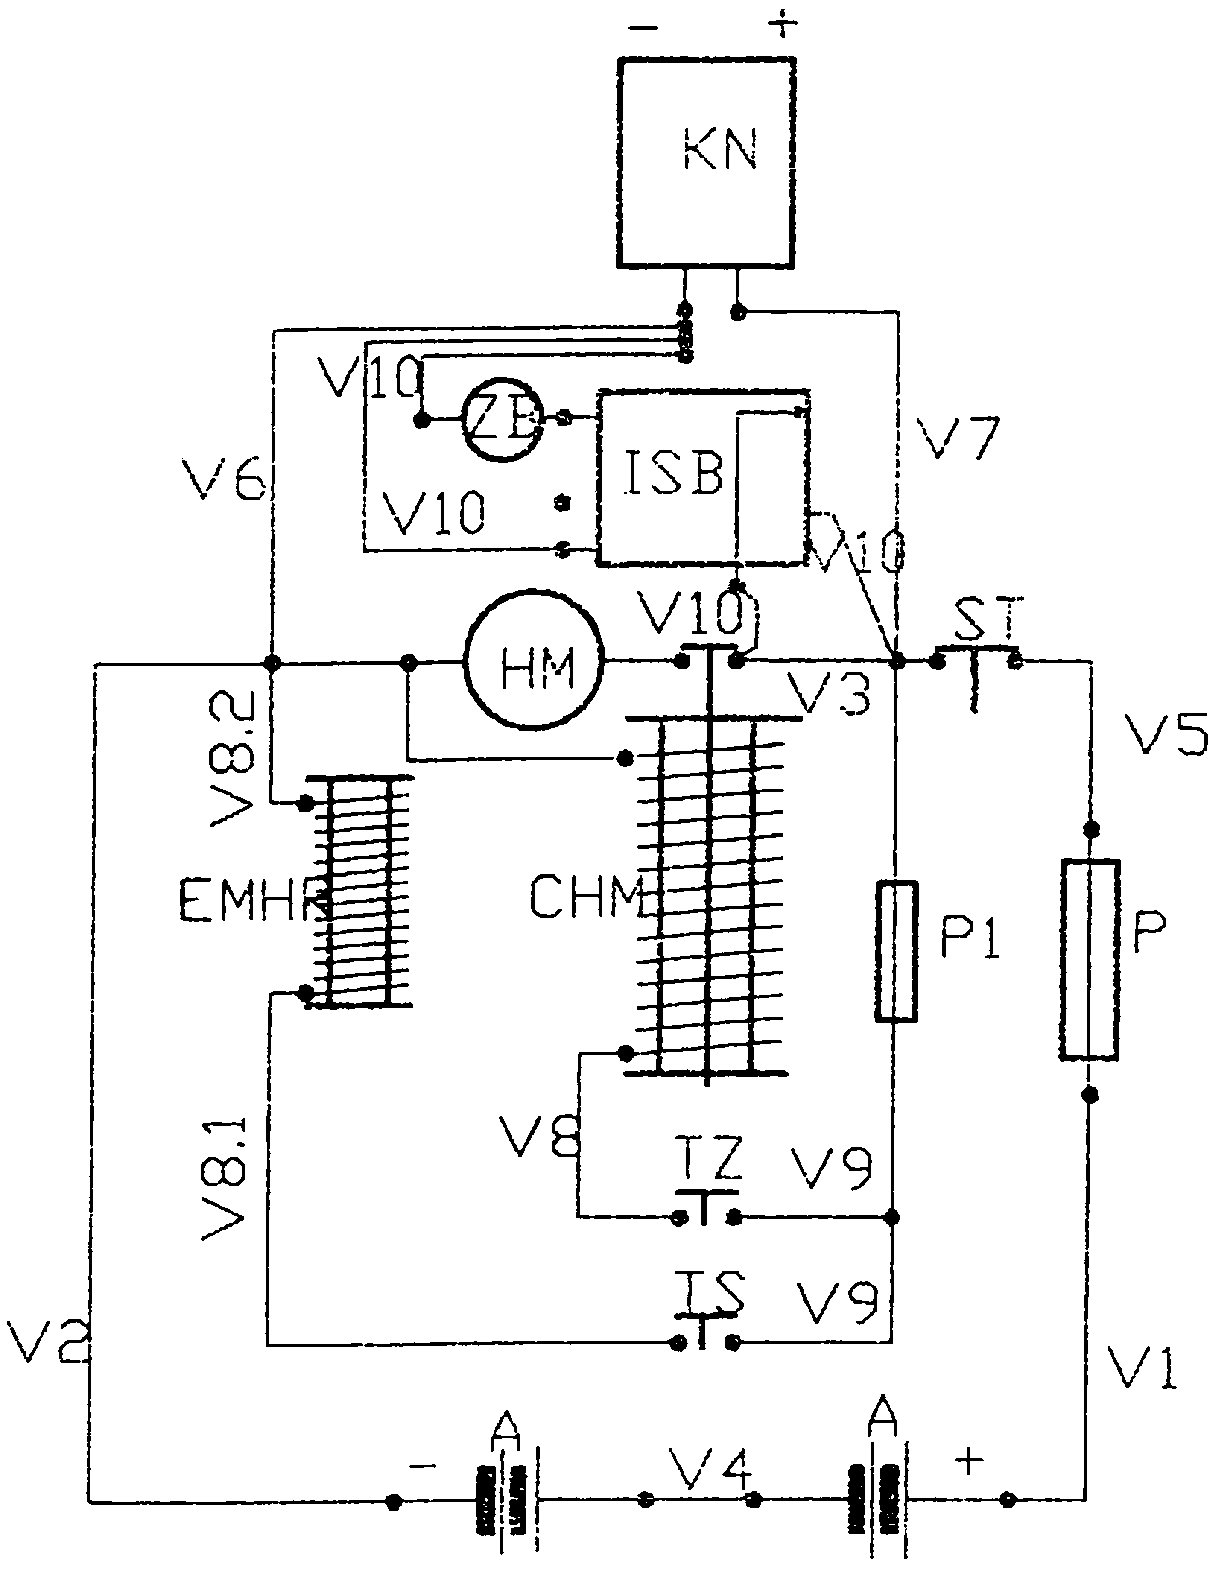 - +
KN
V10
ZB
V7
V6
ISB
V10
V10
V10
ST
HM
V3
V5
V8.2
EMHR
CHM
P1
P
V8
TZ
V9
V8.1
TS
V9
V2
V1
A
A
-
V4
+